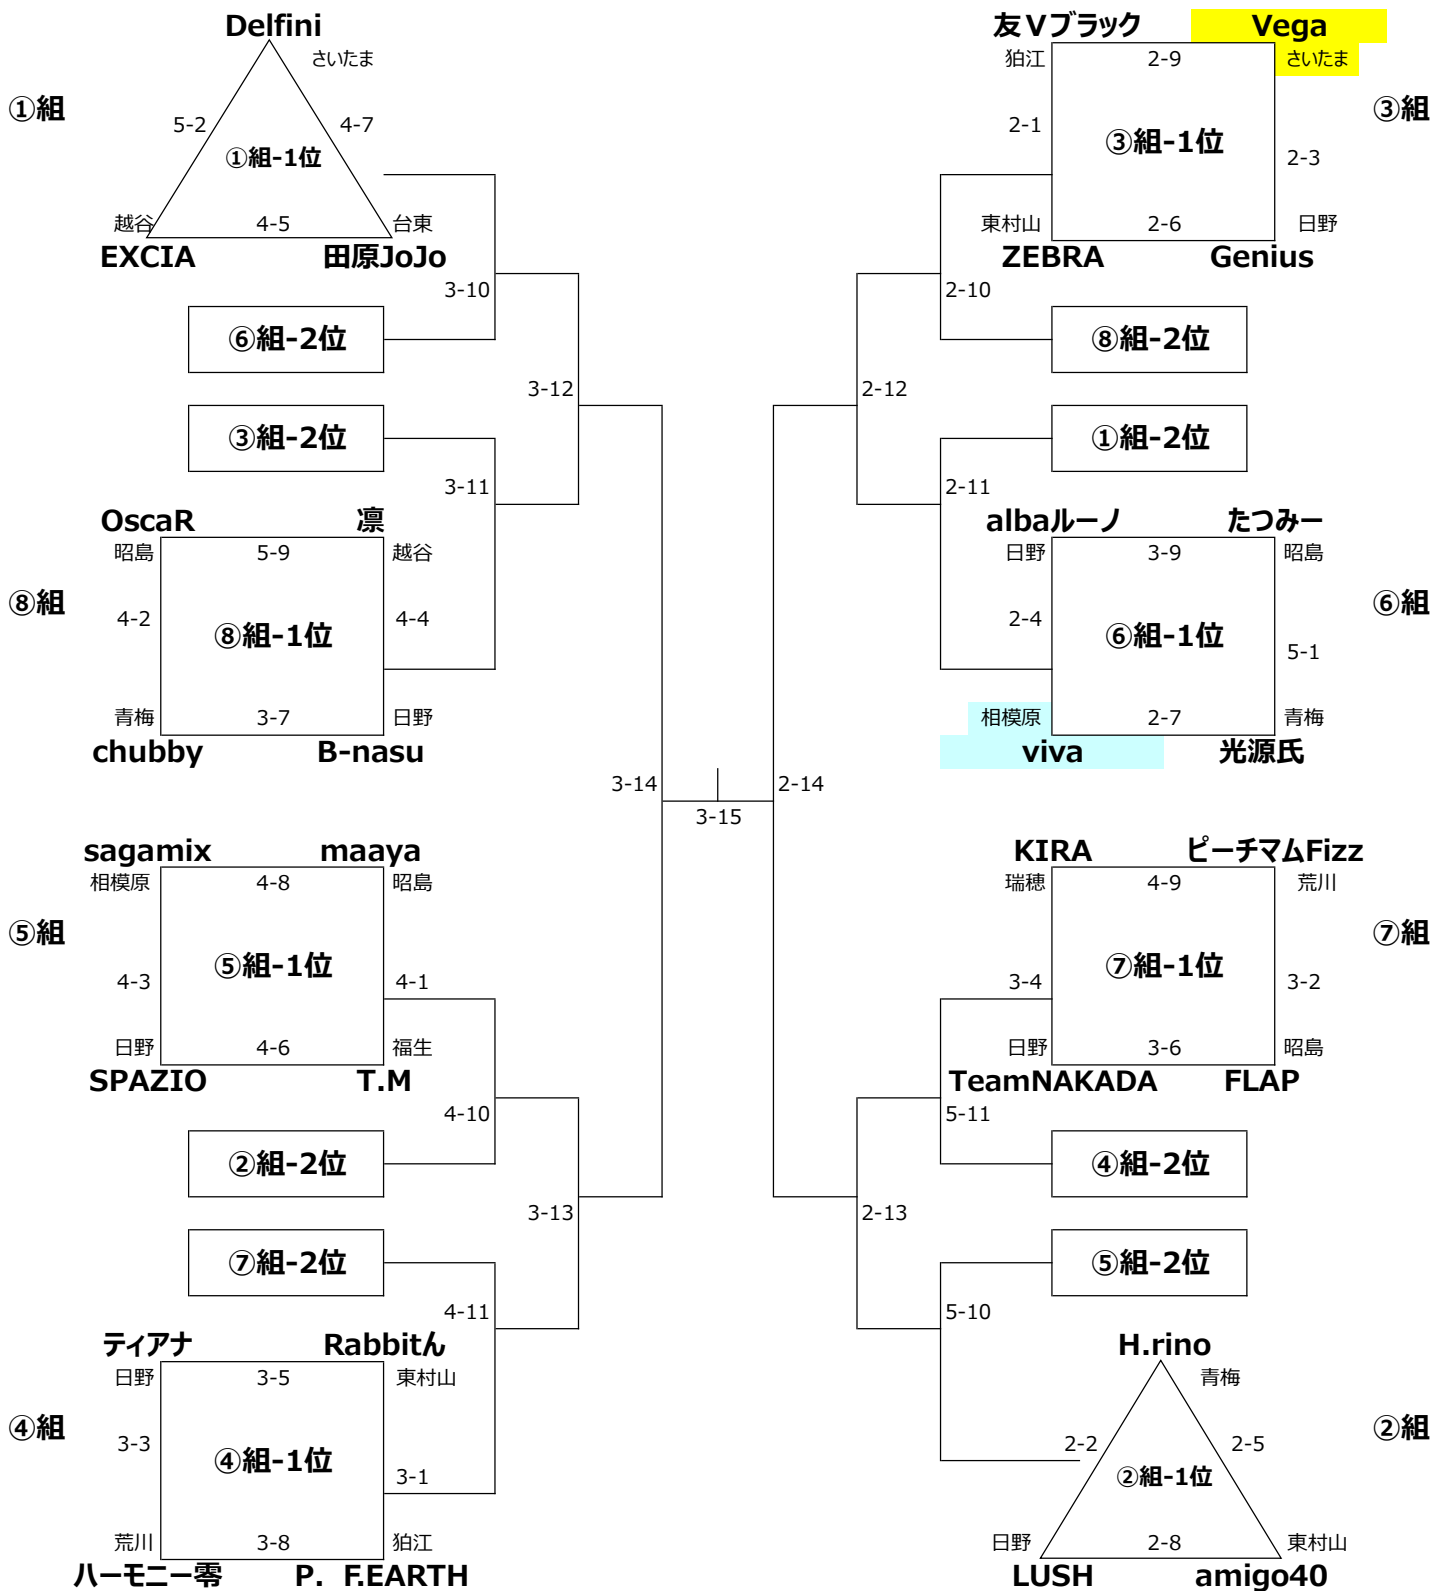 Delfini
さいたま
①組
5-2
4-7
①組-1位
越谷
4-5
台東
EXCIA
田原JoJo
3-10
⑥組-2位
3-12
③組-2位
3-11
OscaR
凛
昭島
5-9
越谷
⑧組
4-2
⑧組-1位
4-4
青梅
3-7
日野
chubby
B-nasu
3-14
3-15
sagamix
maaya
相模原
4-8
昭島
⑤組
⑤組-1位
4-3
4-1
日野
4-6
福生
SPAZIO
T.M
4-10
②組-2位
3-13
⑦組-2位
4-11
ティアナ
Rabbitん
日野
3-5
東村山
④組
3-3
④組-1位
3-1
荒川
3-8
狛江
ハーモニー零
P. F.EARTH
友Ｖブラック
Vega
狛江
2-9
さいたま
③組
2-1
③組-1位
2-3
東村山
2-6
日野
ZEBRA
Genius
2-10
⑧組-2位
2-12
①組-2位
2-11
albaルーノ
たつみー
日野
3-9
昭島
⑥組
2-4
⑥組-1位
5-1
相模原
2-7
青梅
viva
光源氏
2-14
KIRA
ピーチマムFizz
瑞穂
4-9
荒川
⑦組
⑦組-1位
3-4
3-2
日野
3-6
昭島
TeamNAKADA
FLAP
5-11
④組-2位
2-13
⑤組-2位
5-10
H.rino
青梅
②組
2-2
2-5
②組-1位
日野
2-8
東村山
LUSH
amigo40